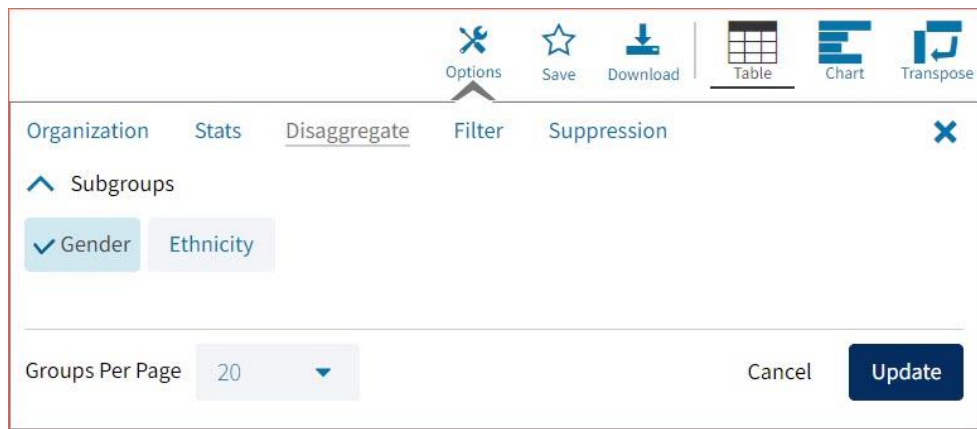 Options Save Download Table Chart Transpose
Organization Stats Disaggregate Filter Suppression
Subgroups
Gender Ethnicity
Groups Per Page 20 Cancel Update